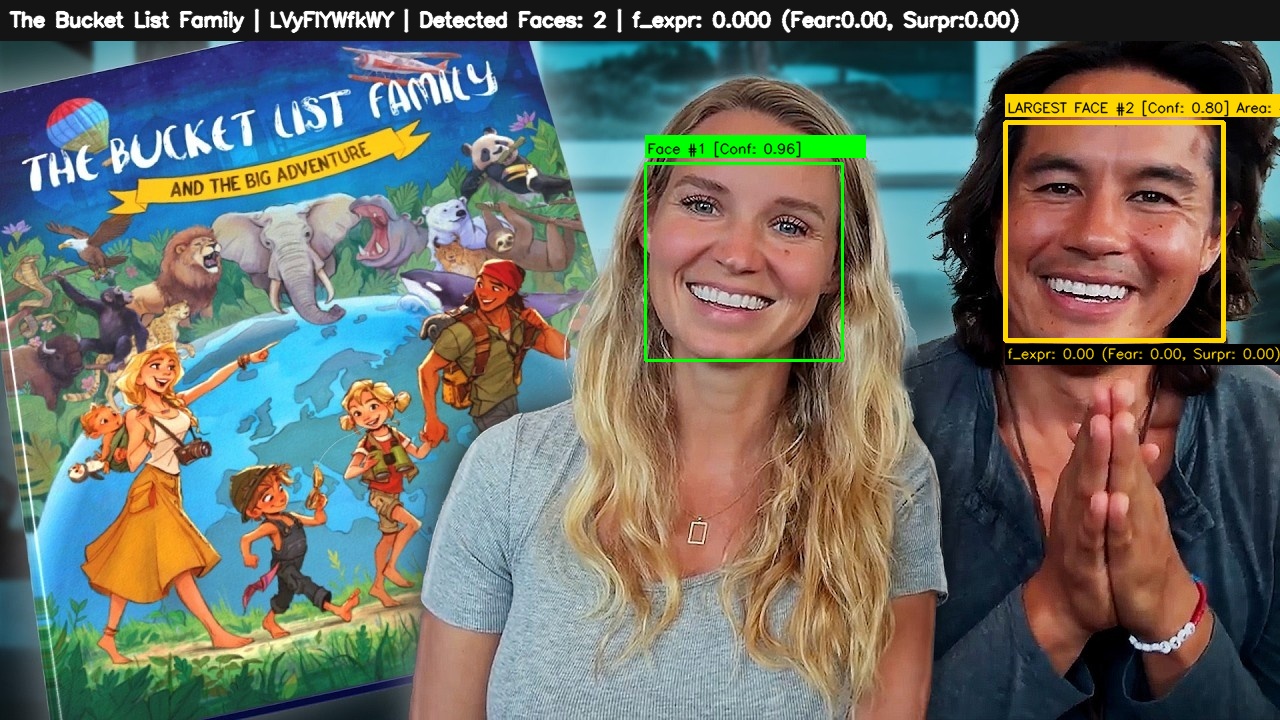 The Bucket List Family | LVyFlYWfkWY | Detected Faces: 2 | f_expr: 0.000 (Fear:0.00, Surpr:0.00)
THE BUCKET LIST FAMILY
AND THE BIG ADVENTURE
Face #1 [Conf: 0.96]
LARGEST FACE #2 [Conf: 0.80] Area:
f_expr: 0.00 (Fear: 0.00, Surpr: 0.00)